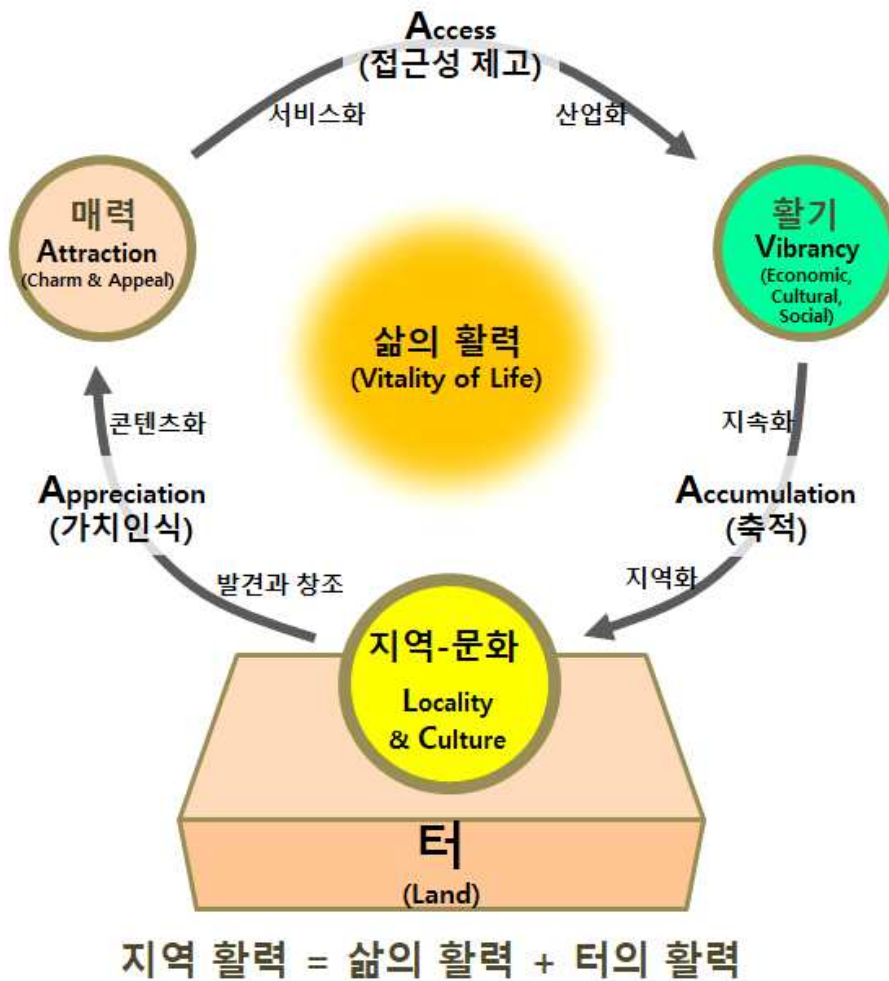 Access
(접근성 제고)
서비스화
산업화
매력
Attraction
(Charm & Appeal)
활기
Vibrancy
(Economic,
Cultural,
Social)
삶의 활력
(Vitality of Life)
콘텐츠화
지속화
Appreciation
(가치인식)
Accumulation
(축적)
발견과 창조
지역화
지역-문화
Locality
& Culture
터
(Land)
지역 활력 = 삶의 활력 + 터의 활력